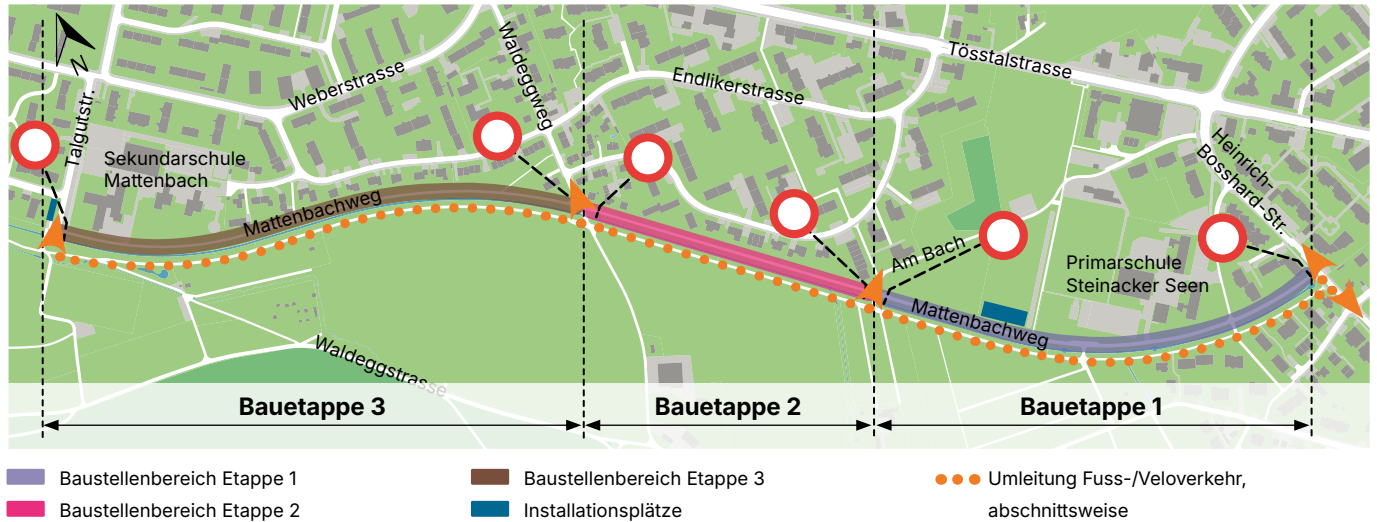 N
Talgutstr.
Weberstrasse
Waldeggweg
Endlikerstrasse
Tösstalstrasse
Heinrich-
Bosshard-Str.
Sekundarschule
Mattenbach
Mattenbachweg
Am Bach
Primarschule
Steinacker Seen
Mattenbachweg
Waldeggstrasse
Bauetappe 3
Bauetappe 2
Bauetappe 1
Baustellenbereich Etappe 1
Baustellenbereich Etappe 2
Baustellenbereich Etappe 3
Installationsplätze
Umleitung Fuss-/Veloverkehr,
abschnittsweise